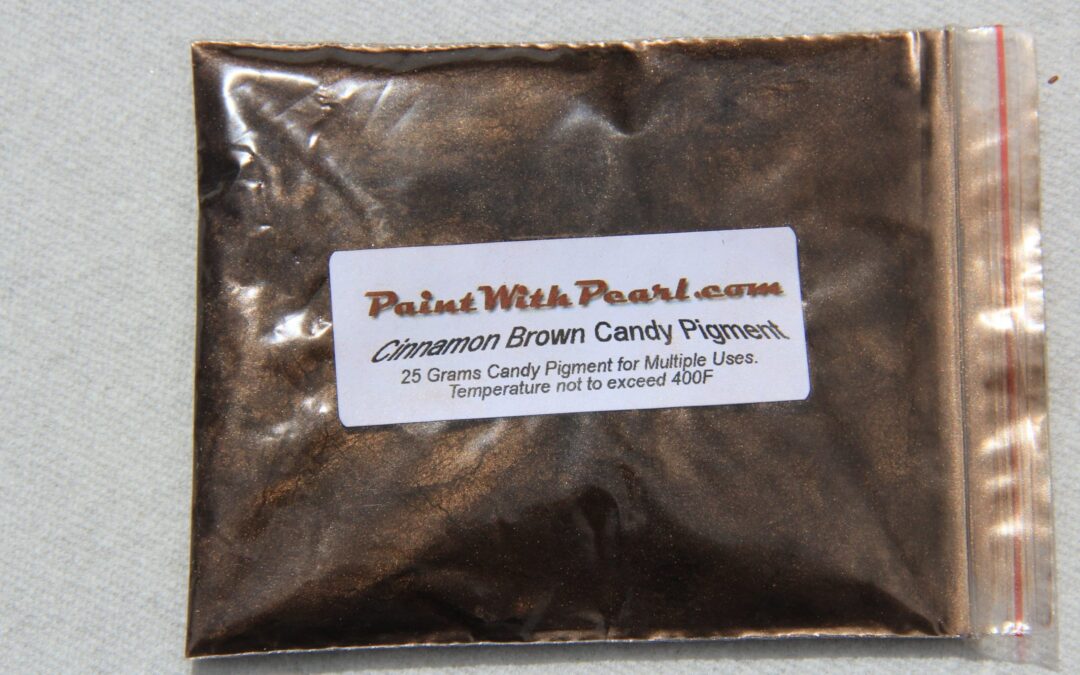 PaintWithPearl.com
Cinnamon Brown Candy Pigment
25 Grams Candy Pigment for Multiple Uses.
Temperature not to exceed 400F